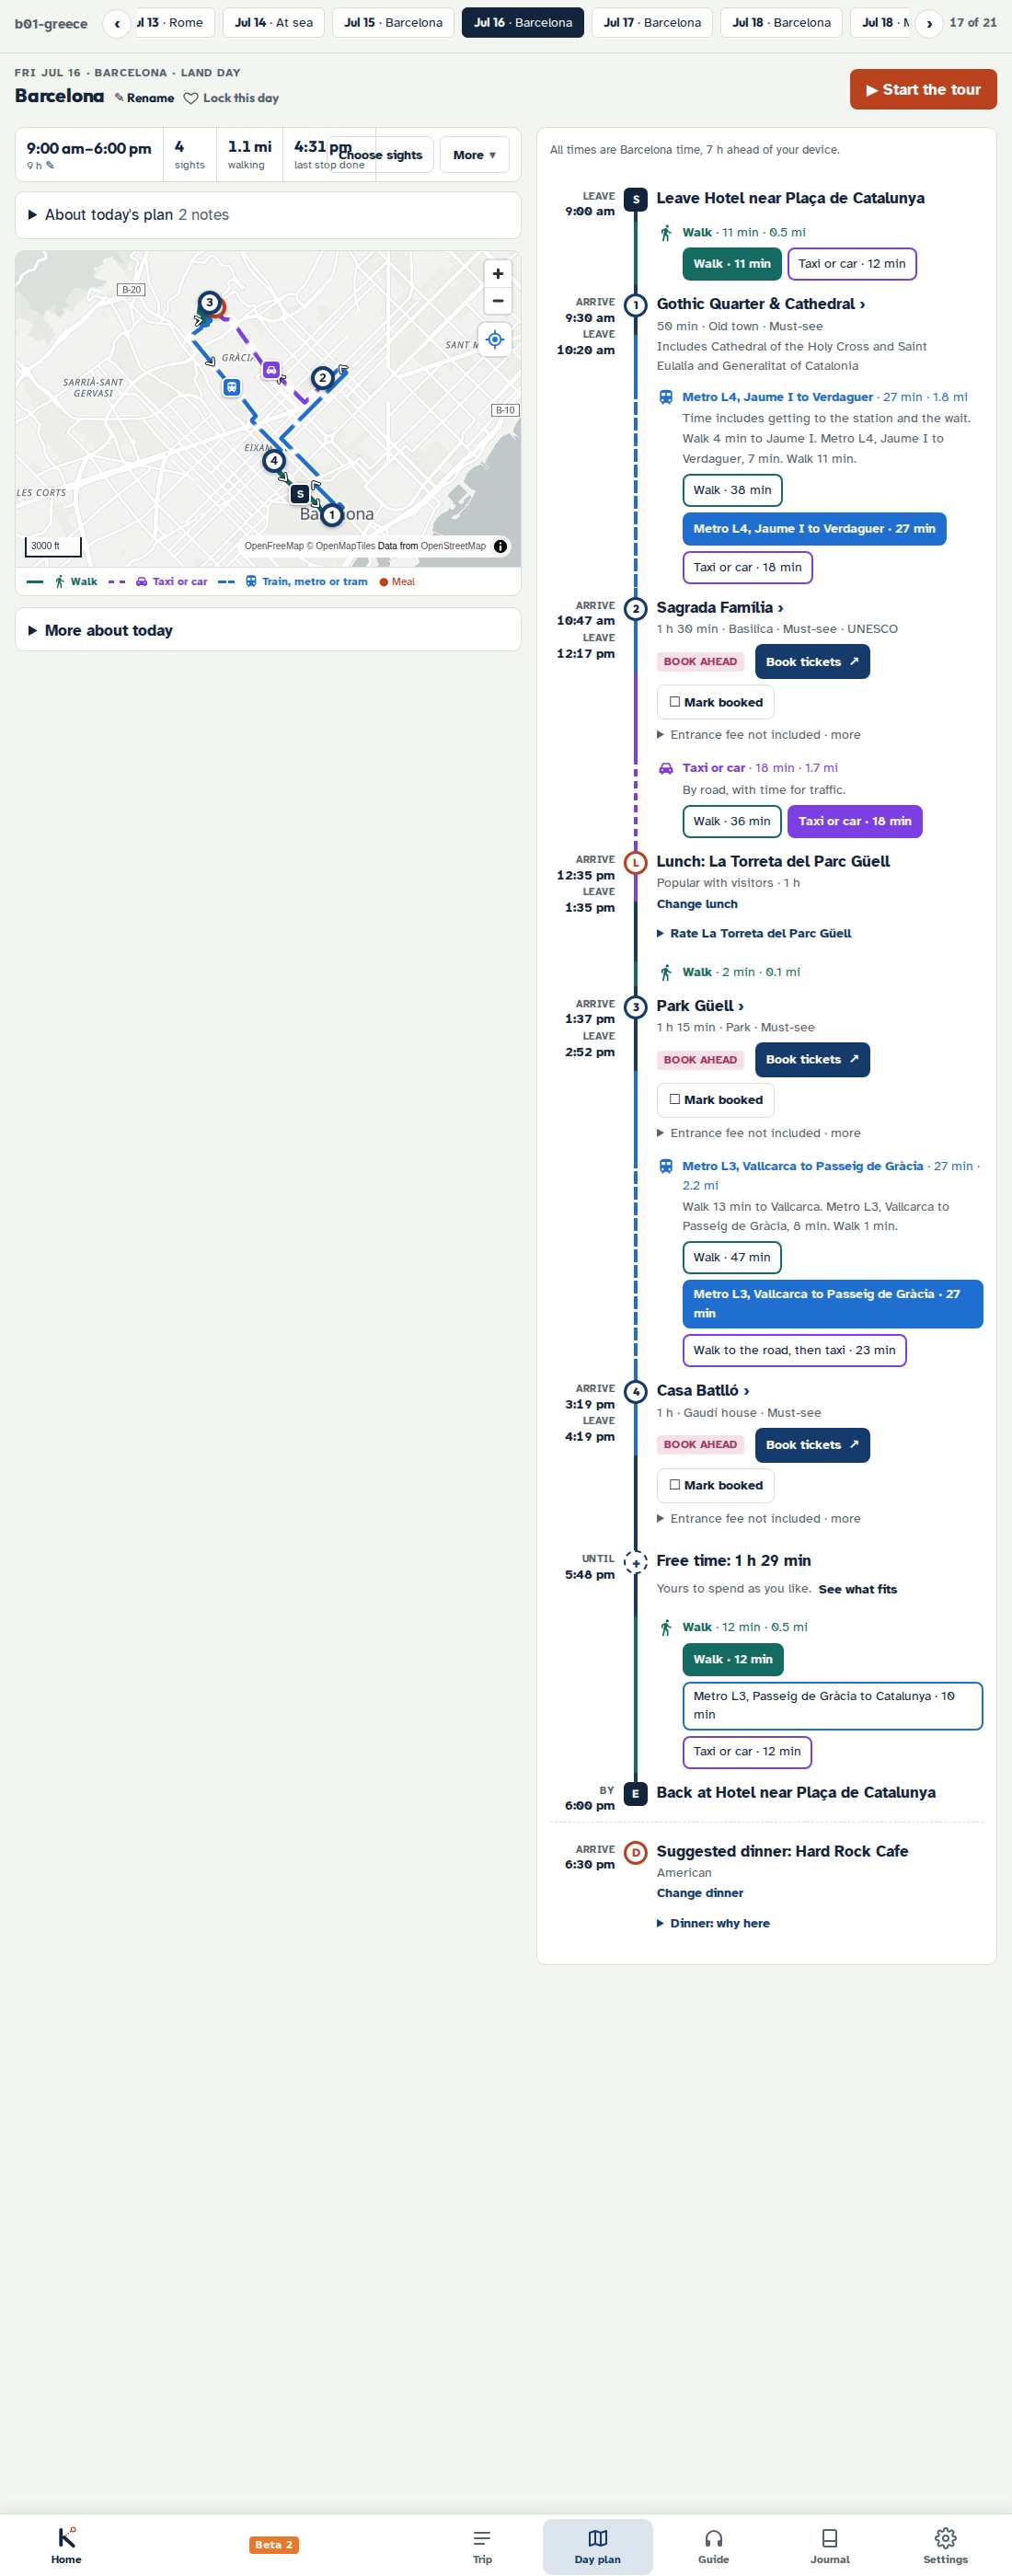 b01-greece
‹
Jul 13 · Rome
Jul 14 · At sea
Jul 15 · Barcelona
Jul 16 · Barcelona
Jul 17 · Barcelona
Jul 18 · Barcelona
Jul 18 ·
›
17 of 21
FRI JUL 16 · BARCELONA · LAND DAY
Barcelona ✎ Rename Lock this day
▶ Start the tour
9:00 am–6:00 pm
9 h ✎
4
sights
1.1 mi
walking
4:31 pm
last stop done
Choose sights
More ▾
▶ About today's plan 2 notes
B-20
GRÀCIA
SANT M
SARRIÀ-SANT
GERVASI
B-10
EIXAM
LES CORTS
Ba ona
3
2
4
S
1
+
−
3000 ft
OpenFreeMap © OpenMapTiles Data from OpenStreetMap
Walk
Taxi or car
Train, metro or tram
Meal
▶ More about today
All times are Barcelona time, 7 h ahead of your device.
LEAVE
9:00 am
S
Leave Hotel near Plaça de Catalunya
Walk · 11 min · 0.5 mi
Walk · 11 min
Taxi or car · 12 min
ARRIVE
9:30 am
LEAVE
10:20 am
1
Gothic Quarter & Cathedral ›
50 min · Old town · Must-see
Includes Cathedral of the Holy Cross and Saint
Eulalia and Generalitat of Catalonia
Metro L4, Jaume I to Verdaguer · 27 min · 1.8 mi
Time includes getting to the station and the wait.
Walk 4 min to Jaume I. Metro L4, Jaume I to
Verdaguer, 7 min. Walk 11 min.
Walk · 38 min
Metro L4, Jaume I to Verdaguer · 27 min
Taxi or car · 18 min
ARRIVE
10:47 am
LEAVE
12:17 pm
2
Sagrada Família ›
1 h 30 min · Basilica · Must-see · UNESCO
BOOK AHEAD
Book tickets ↗
☐ Mark booked
▶ Entrance fee not included · more
Taxi or car · 18 min · 1.7 mi
By road, with time for traffic.
Walk · 36 min
Taxi or car · 18 min
ARRIVE
12:35 pm
LEAVE
1:35 pm
L
Lunch: La Torreta del Parc Güell
Popular with visitors · 1 h
Change lunch
▶ Rate La Torreta del Parc Güell
Walk · 2 min · 0.1 mi
ARRIVE
1:37 pm
LEAVE
2:52 pm
3
Park Güell ›
1 h 15 min · Park · Must-see
BOOK AHEAD
Book tickets ↗
☐ Mark booked
▶ Entrance fee not included · more
Metro L3, Vallcarca to Passeig de Gràcia · 27 min ·
2.2 mi
Walk 13 min to Vallcarca. Metro L3, Vallcarca to
Passeig de Gràcia, 8 min. Walk 1 min.
Walk · 47 min
Metro L3, Vallcarca to Passeig de Gràcia · 27
min
Walk to the road, then taxi · 23 min
ARRIVE
3:19 pm
LEAVE
4:19 pm
4
Casa Batlló ›
1 h · Gaudí house · Must-see
BOOK AHEAD
Book tickets ↗
☐ Mark booked
▶ Entrance fee not included · more
UNTIL
5:48 pm
+
Free time: 1 h 29 min
Yours to spend as you like. See what fits
Walk · 12 min · 0.5 mi
Walk · 12 min
Metro L3, Passeig de Gràcia to Catalunya · 10
min
Taxi or car · 12 min
BY
6:00 pm
E
Back at Hotel near Plaça de Catalunya
ARRIVE
6:30 pm
D
Suggested dinner: Hard Rock Cafe
American
Change dinner
▶ Dinner: why here
Home
Beta 2
Trip
Day plan
Guide
Journal
Settings